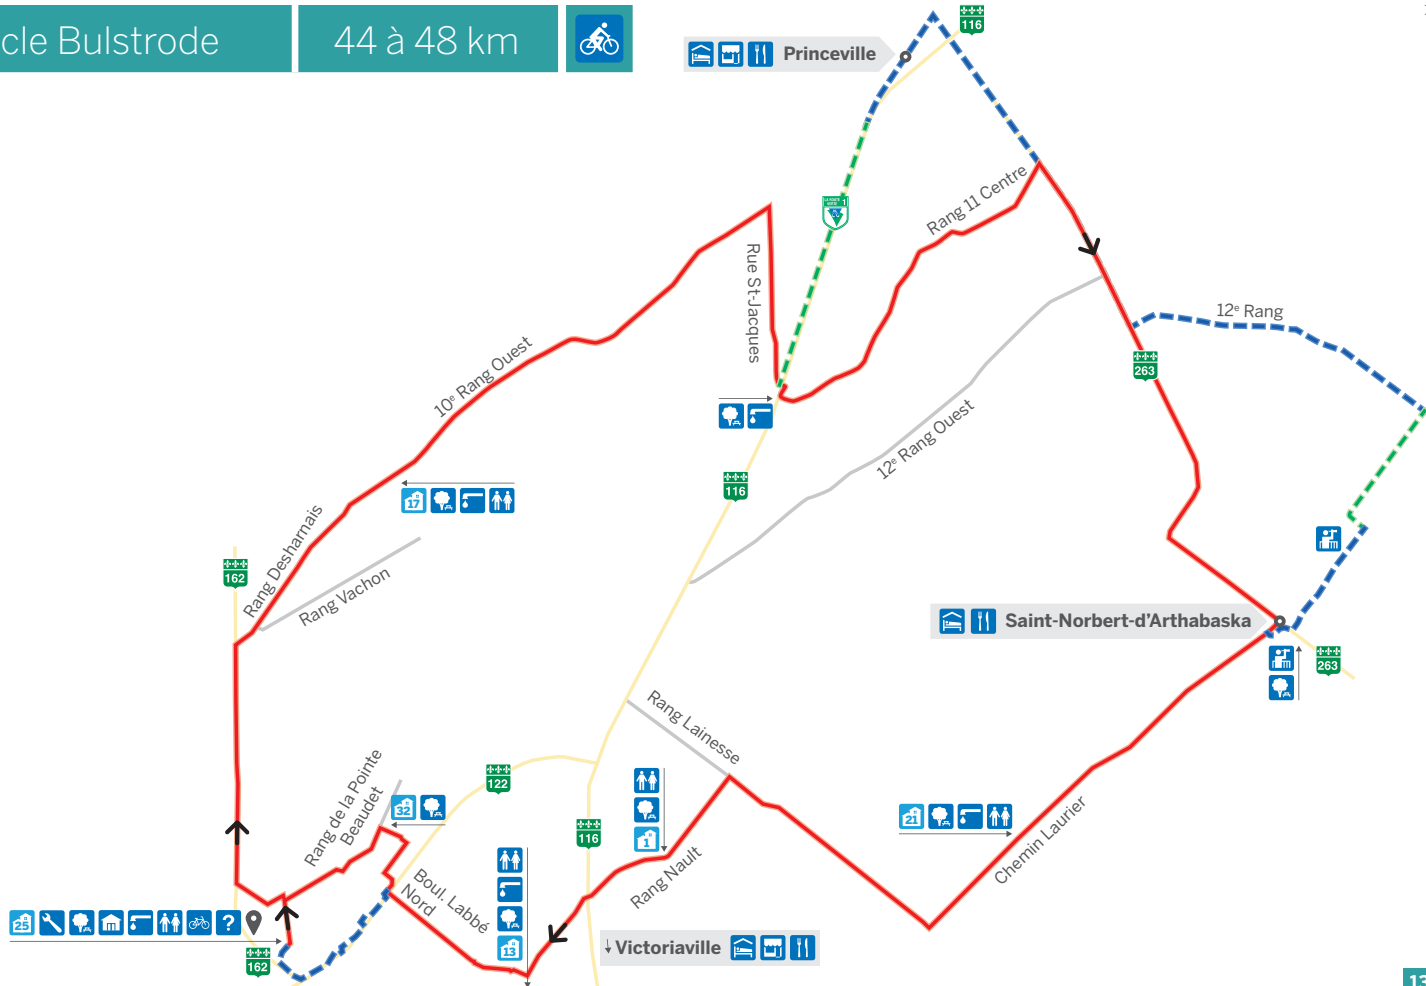 cle Bulstrode
44 à 48 km
116
Princeville
1
Rang 11 Centre
Rue St-Jacques
12e Rang
263
10e Rang Ouest
12e Rang Ouest
116
17
Rang Desharnais
162
Rang Vachon
Saint-Norbert-d'Arthabaska
263
Rang Lainesse
Rang de la Pointe
Beaudet
122
32
116
1
21
Chemin Laurier
Rang Nault
Boul. Labbé
Nord
25
?
13
Victoriaville
162
13